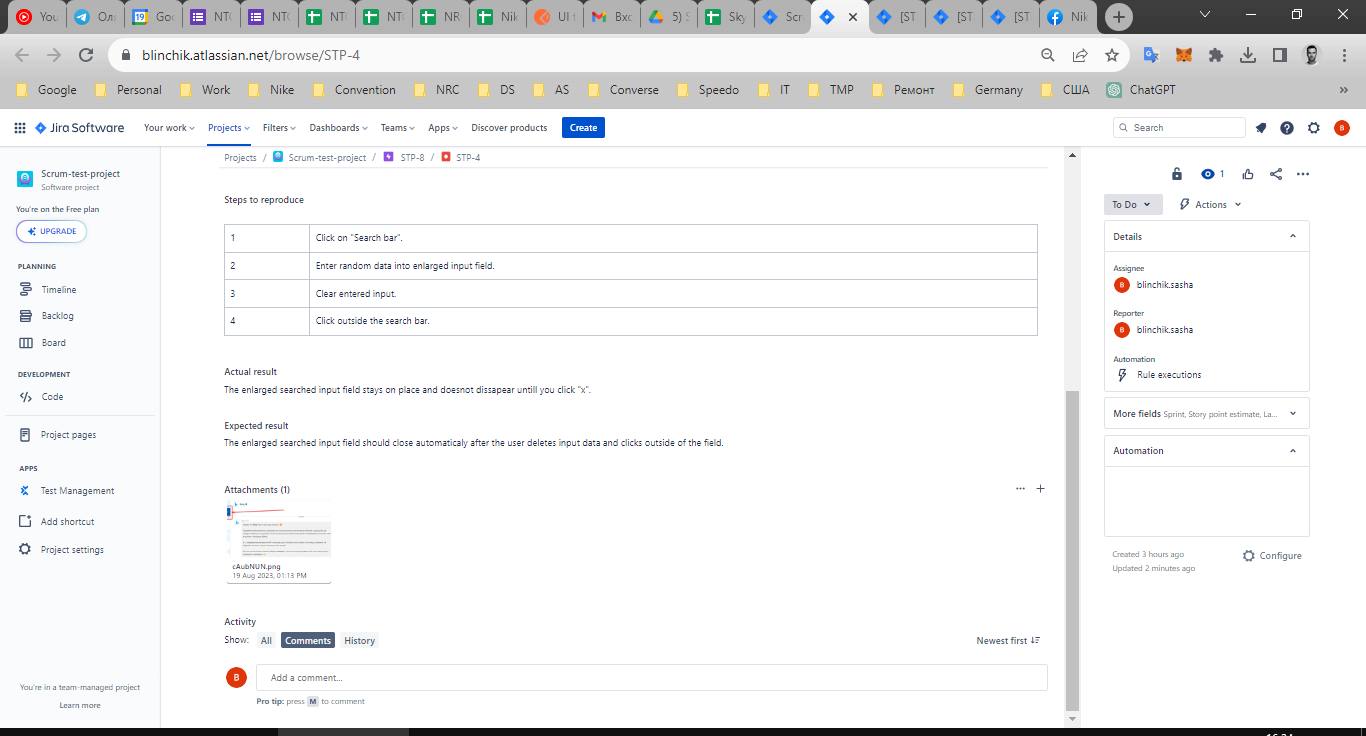 You
Оля
19
Goo
NTC
NTC
NT
NT
NR
Nik
UI t
Вхо
5) S
Sky
Scr
[ST
[ST
[ST
Nik
blinchik.atlassian.net/browse/STP-4
Google
Personal
Work
Nike
Convention
NRC
DS
AS
Converse
Speedo
IT
TMP
Ремонт
Germany
США
ChatGPT
»
Jira Software
Your work
Projects
Filters
Dashboards
Teams
Apps
Discover products
Create
Search
B
Scrum-test-project
Software project
You're on the Free plan
UPGRADE
PLANNING
Timeline
Backlog
Board
DEVELOPMENT
Code
Project pages
APPS
Test Management
Add shortcut
Project settings
You're in a team-managed project
Learn more
Projects / Scrum-test-project / STP-8 / STP-4
Steps to reproduce
1 Click on "Search bar".
2 Enter random data into enlarged input field.
3 Clear entered input.
4 Click outside the search bar.
Actual result
The enlarged searched input field stays on place and doesnot dissapear untill you click "x".
Expected result
The enlarged searched input field should close automaticaly after the user deletes input data and clicks outside of the field.
Attachments (1)
cAubNUN.png
19 Aug 2023, 01:13 PM
Activity
Show: All Comments History
Newest first
B
Add a comment...
Pro tip: press M to comment
1
To Do
Actions
Details
Assignee
B blinchik.sasha
Reporter
B blinchik.sasha
Automation
Rule executions
More fields Sprint, Story point estimate, La...
Automation
Created 3 hours ago
Updated 2 minutes ago
Configure